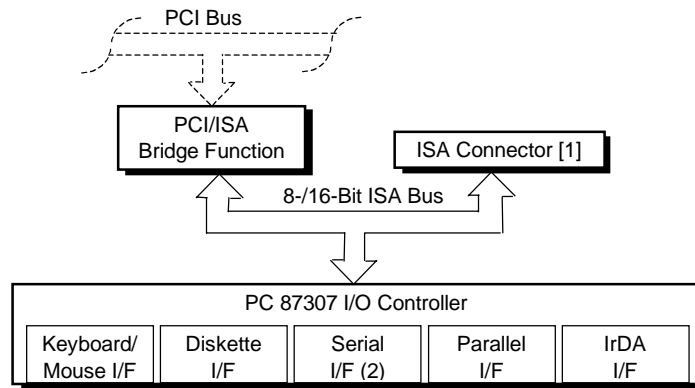 PCI Bus
PCI/ISA
Bridge Function
ISA Connector [1]
8-/16-Bit ISA Bus
PC 87307 I/O Controller
Keyboard/
Mouse I/F
Diskette
I/F
Serial
I/F (2)
Parallel
I/F
IrDA
I/F